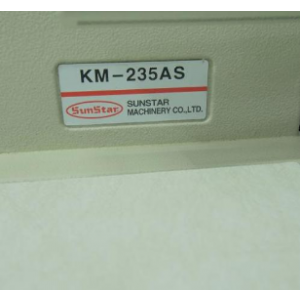 KM-235AS
SunStar
SUNSTAR
MACHINERY CO.,LTD.